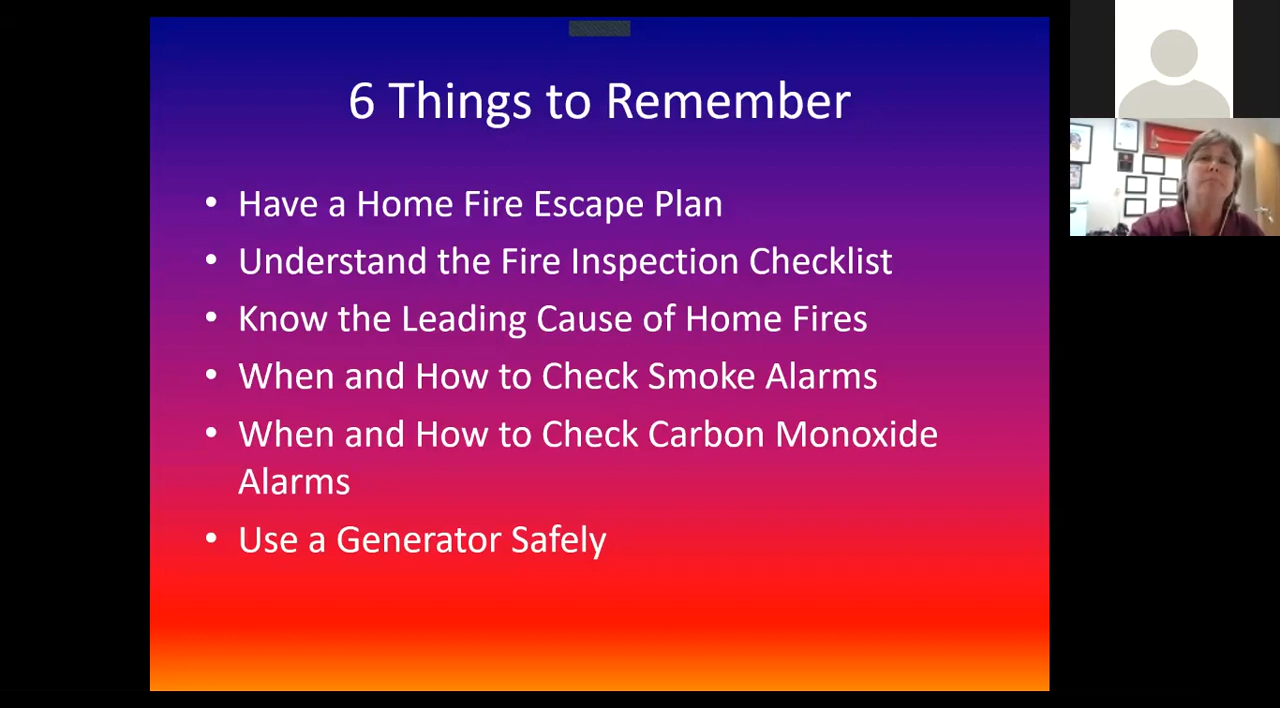 6 Things to Remember
• Have a Home Fire Escape Plan
• Understand the Fire Inspection Checklist
• Know the Leading Cause of Home Fires
• When and How to Check Smoke Alarms
• When and How to Check Carbon Monoxide
Alarms
• Use a Generator Safely